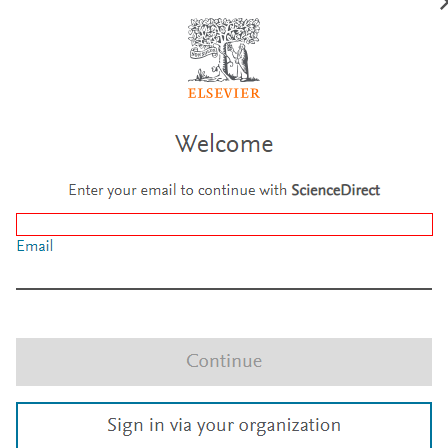 ELSEVIER
Welcome
Enter your email to continue with ScienceDirect
Email
Continue
Sign in via your organization